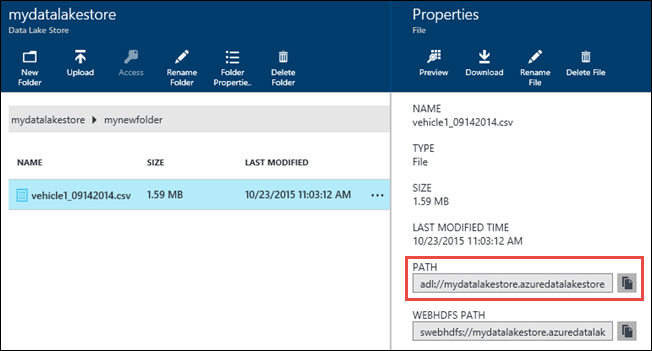 mydatalakestore
Data Lake Store
New Folder
Upload
Access
Rename Folder
Folder Propertie..
Delete Folder
mydatalakestore ▶ mynewfolder
NAME SIZE LAST MODIFIED
vehicle1_09142014.csv 1.59 MB 10/23/2015 11:03:12 AM ...
Properties
File
Preview
Download
Rename File
Delete File
NAME
vehicle1_09142014.csv
TYPE
File
SIZE
1.59 MB
LAST MODIFIED TIME
10/23/2015 11:03:12 AM
PATH
adl://mydatalakestore.azuredatalakestore
WEBHDFS PATH
swebhdfs://mydatalakestore.azuredatalak